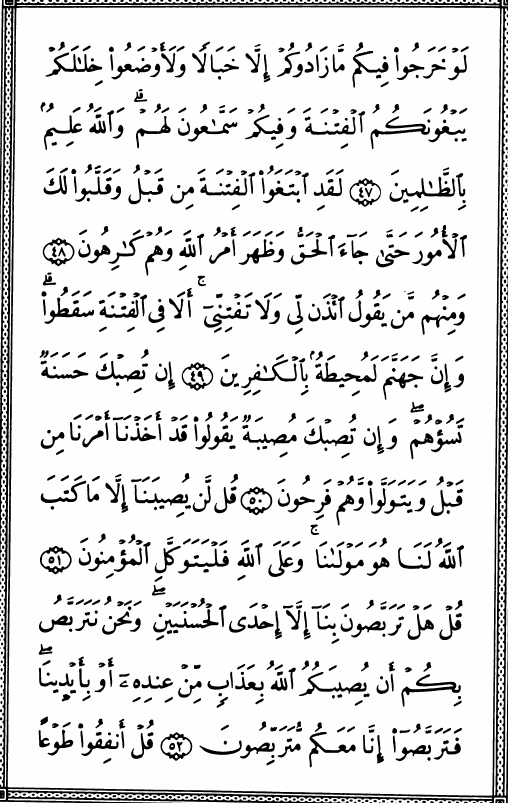 لَوْ خَرَجُوا۟ فِيكُم مَّا زَادُوكُمْ إِلَّا خَبَالًا وَلَأَوْضَعُوا۟ خِلَٰلَكُمْ
يَبْغُونَكُمُ ٱلْفِتْنَةَ وَفِيكُمْ سَمَّٰعُونَ لَهُمْ ۗ وَٱللَّهُ عَلِيمٌۢ
بِٱلظَّٰلِمِينَ ﴿٤٧﴾ لَقَدِ ٱبْتَغَوُا۟ ٱلْفِتْنَةَ مِن قَبْلُ وَقَلَّبُوا۟ لَكَ
ٱلْأُمُورَ حَتَّىٰ جَآءَ ٱلْحَقُّ وَظَهَرَ أَمْرُ ٱللَّهِ وَهُمْ كَٰرِهُونَ ﴿٤٨﴾
وَمِنْهُم مَّن يَقُولُ ٱئْذَن لِّى وَلَا تَفْتِنِّىٓ ۚ أَلَا فِى ٱلْفِتْنَةِ سَقَطُوا۟ ۗ
وَإِنَّ جَهَنَّمَ لَمُحِيطَةٌۢ بِٱلْكَٰفِرِينَ ﴿٤٩﴾ إِن تُصِبْكَ حَسَنَةٌ
تَسُؤْهُمْ ۖ وَإِن تُصِبْكَ مُصِيبَةٌ يَقُولُوا۟ قَدْ أَخَذْنَآ أَمْرَنَا مِن
قَبْلُ وَيَتَوَلَّوا۟ وَّهُمْ فَرِحُونَ ﴿٥٠﴾ قُل لَّن يُصِيبَنَآ إِلَّا مَا كَتَبَ
ٱللَّهُ لَنَا هُوَ مَوْلَىٰنَا ۚ وَعَلَى ٱللَّهِ فَلْيَتَوَكَّلِ ٱلْمُؤْمِنُونَ ﴿٥١﴾
قُلْ هَلْ تَرَبَّصُونَ بِنَآ إِلَّآ إِحْدَى ٱلْحُسْنَيَيْنِ ۖ وَنَحْنُ نَتَرَبَّصُ
بِكُمْ أَن يُصِيبَكُمُ ٱللَّهُ بِعَذَابٍ مِّنْ عِندِهِۦٓ أَوْ بِأَيْدِينَا ۖ
فَتَرَبَّصُوٓا۟ إِنَّا مَعَكُم مُّتَرَبِّصُونَ ﴿٥٢﴾ قُلْ أَنفِقُوا۟ طَوْعًا